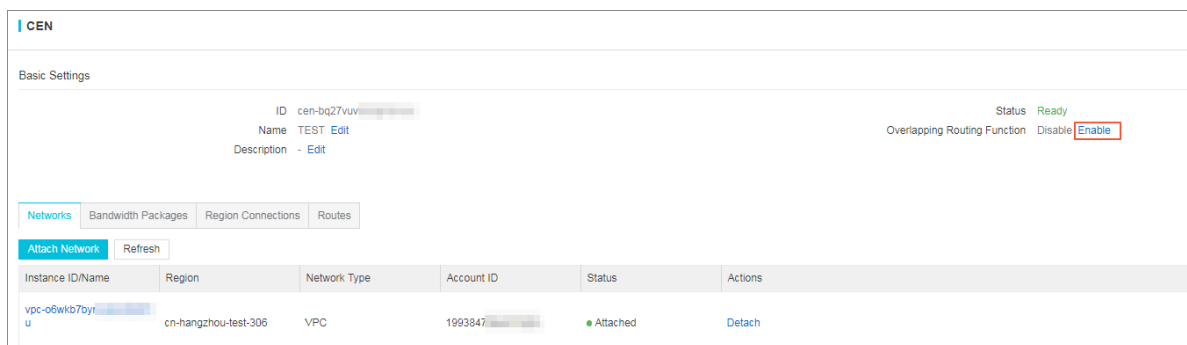 CEN
Basic Settings
ID cen-bq27vuv
Status Ready
Name TEST Edit
Overlapping Routing Function Disable Enable
Description - Edit
Networks Bandwidth Packages Region Connections Routes
Attach Network Refresh
Instance ID/Name Region Network Type Account ID Status Actions
vpc-o6wkb7byr
u cn-hangzhou-test-306 VPC 1993847 Attached Detach